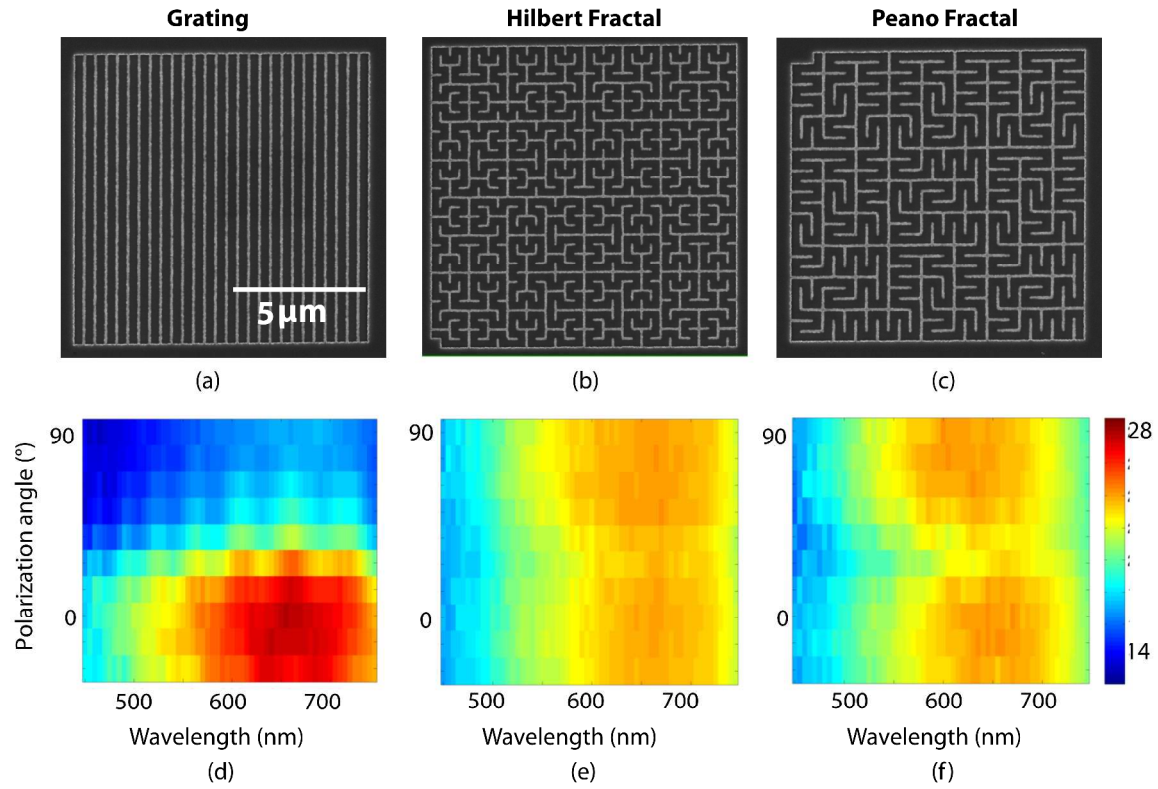 Grating
Hilbert Fractal
Peano Fractal
5 µm
(a)
(b)
(c)
Polarization angle (°)
90
0
90
0
90
0
28
14
500 600 700
500 600 700
500 600 700
Wavelength (nm)
Wavelength (nm)
Wavelength (nm)
(d)
(e)
(f)